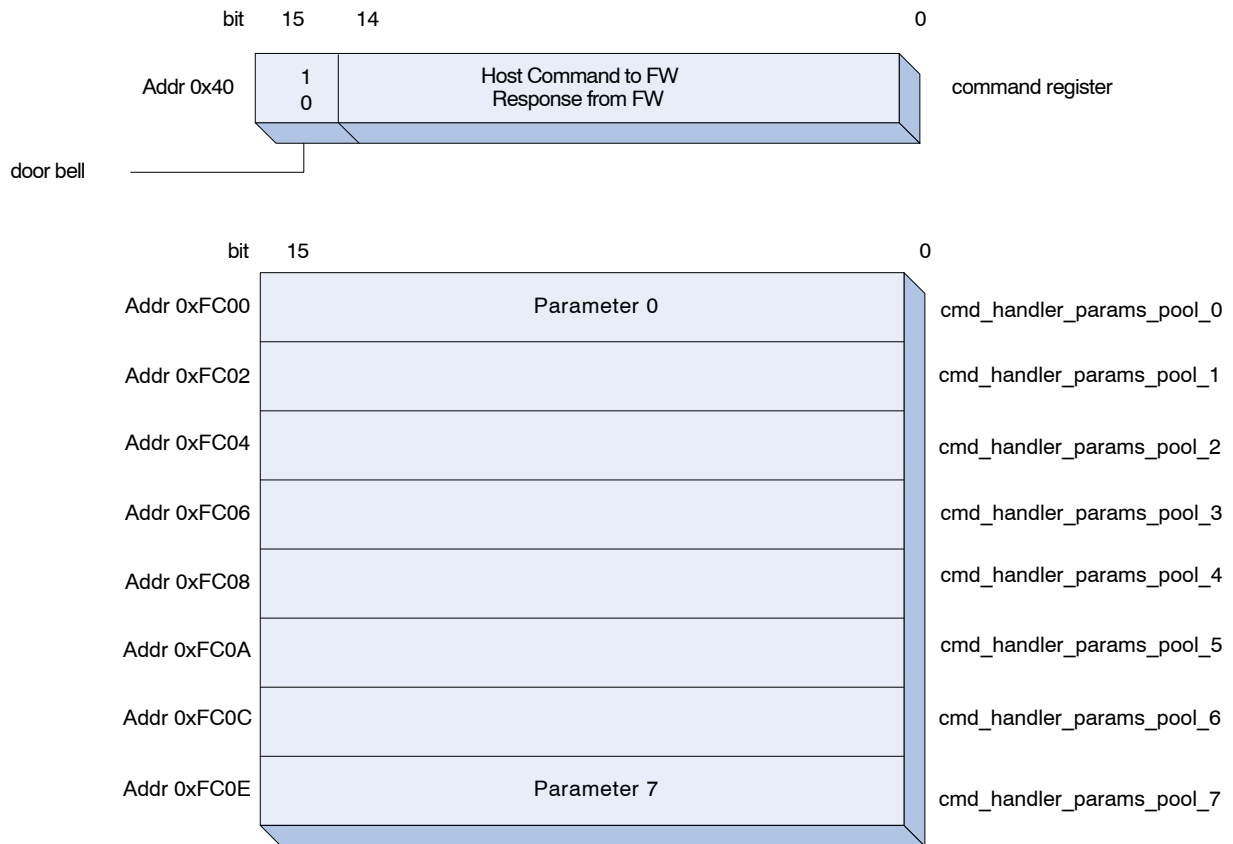 bit 15 14 0
Addr 0x40 1 Host Command to FW command register
0 Response from FW
door bell
bit 15 0
Addr 0xFC00 Parameter 0 cmd_handler_params_pool_0
Addr 0xFC02 cmd_handler_params_pool_1
Addr 0xFC04 cmd_handler_params_pool_2
Addr 0xFC06 cmd_handler_params_pool_3
Addr 0xFC08 cmd_handler_params_pool_4
Addr 0xFC0A cmd_handler_params_pool_5
Addr 0xFC0C cmd_handler_params_pool_6
Addr 0xFC0E Parameter 7 cmd_handler_params_pool_7